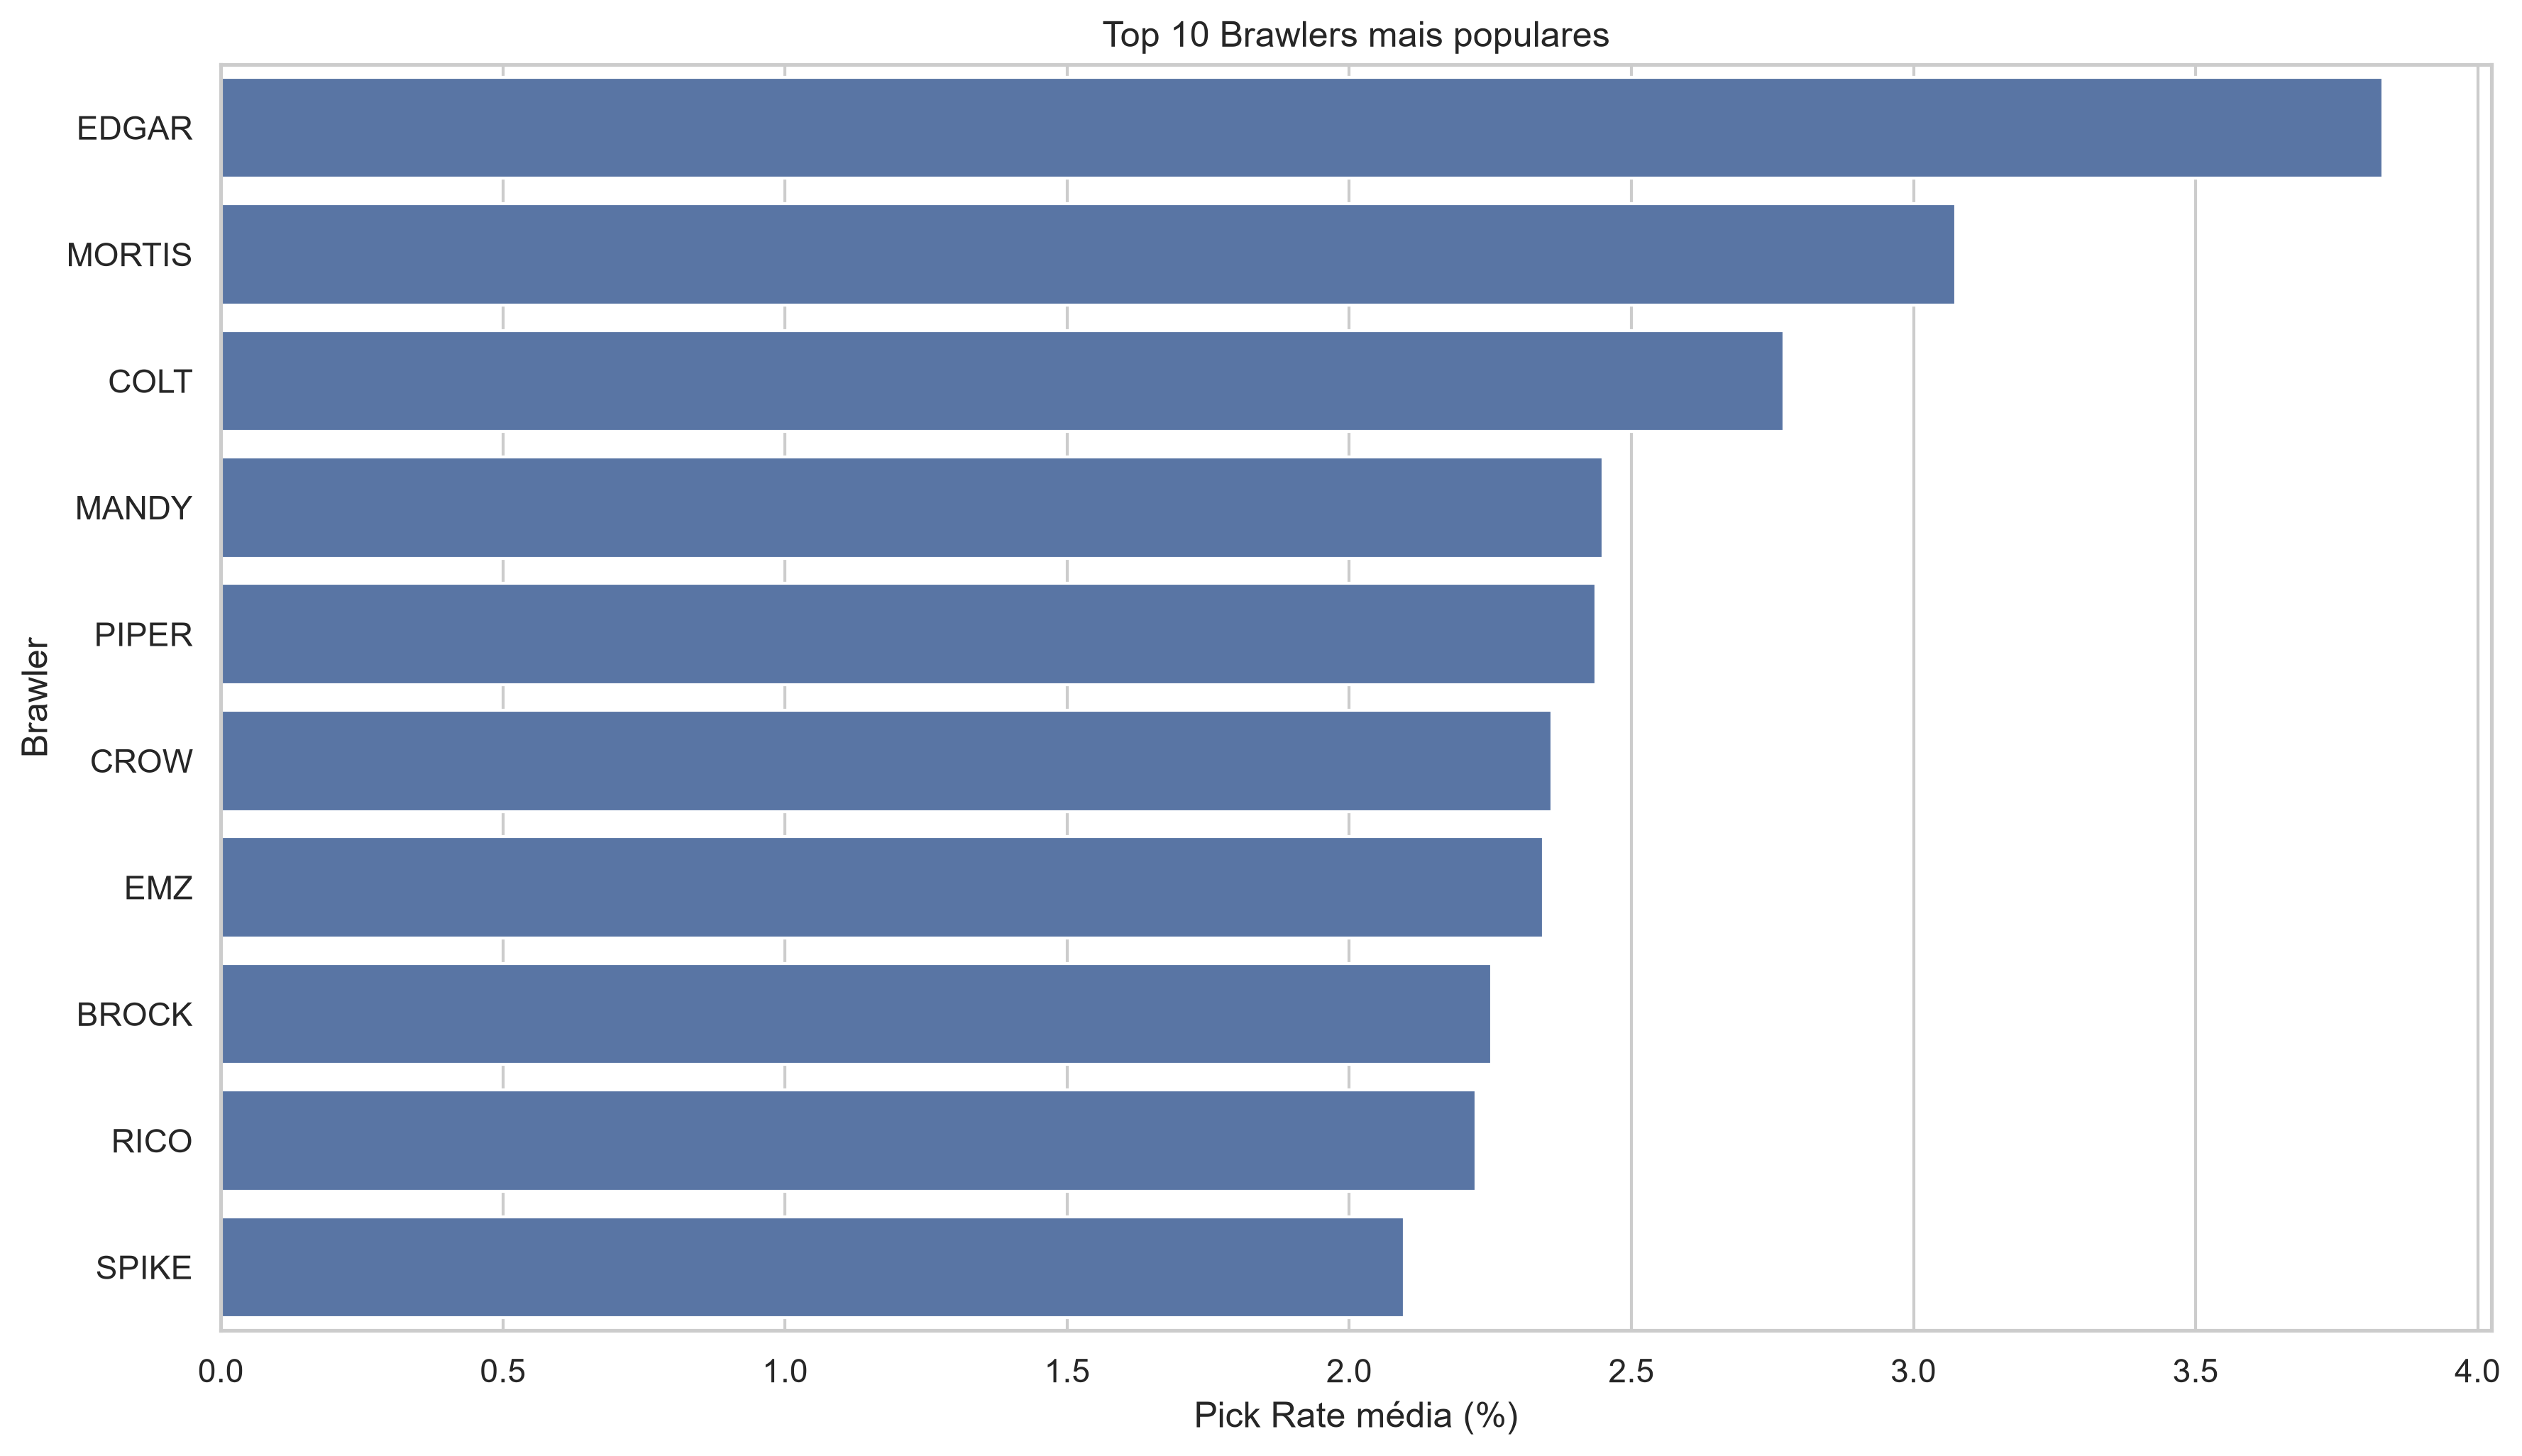 Top 10 Brawlers mais populares
Brawler
EDGAR
MORTIS
COLT
MANDY
PIPER
CROW
EMZ
BROCK
RICO
SPIKE
0.0 0.5 1.0 1.5 2.0 2.5 3.0 3.5 4.0
Pick Rate média (%)